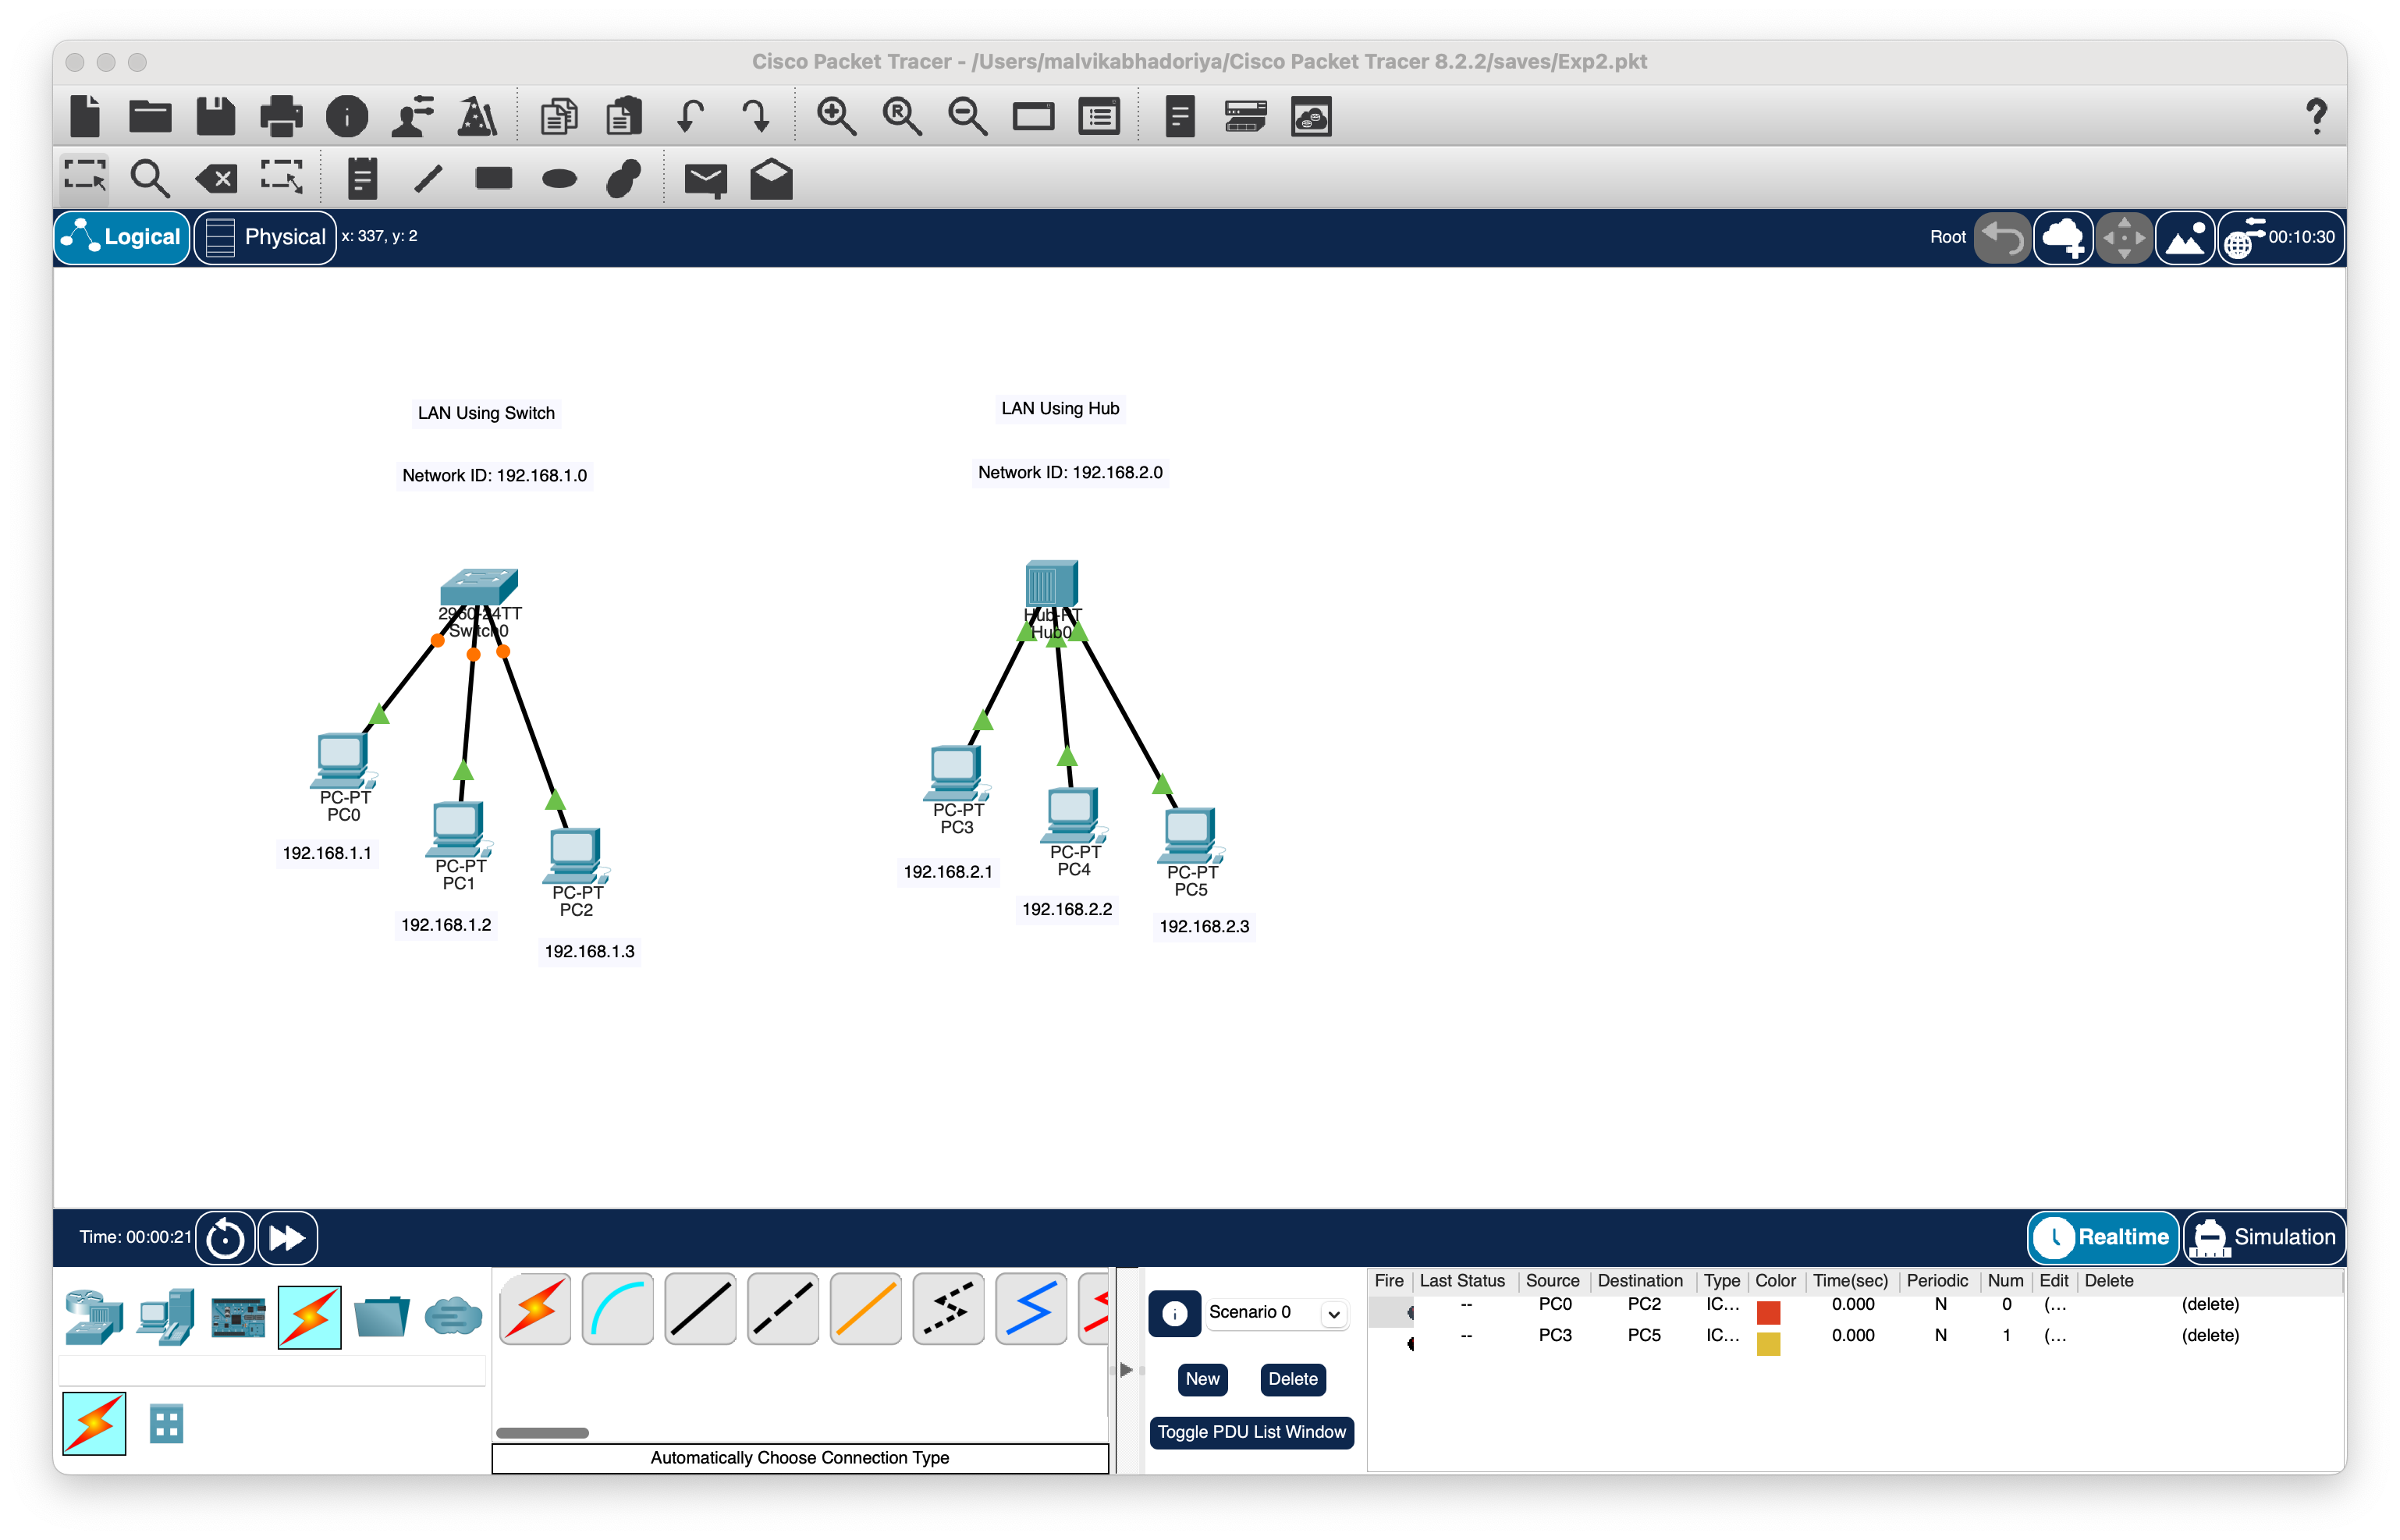 Cisco Packet Tracer - /Users/malvikabhadoriya/Cisco Packet Tracer 8.2.2/saves/Exp2.pkt
Logical Physical x: 337, y: 2 Root 00:10:30
LAN Using Switch
LAN Using Hub
Network ID: 192.168.1.0
Network ID: 192.168.2.0
2960-24TT
Switch0
Hub-PT
Hub0
PC-PT
PC0
192.168.1.1
PC-PT
PC1
192.168.1.2
PC-PT
PC2
192.168.1.3
PC-PT
PC3
192.168.2.1
PC-PT
PC4
192.168.2.2
PC-PT
PC5
192.168.2.3
Time: 00:00:21 Realtime Simulation
Scenario 0
New Delete
Toggle PDU List Window
Automatically Choose Connection Type
Fire Last Status Source Destination Type Color Time(sec) Periodic Num Edit Delete
-- PC0 PC2 IC... 0.000 N 0 (... (delete)
-- PC3 PC5 IC... 0.000 N 1 (... (delete)